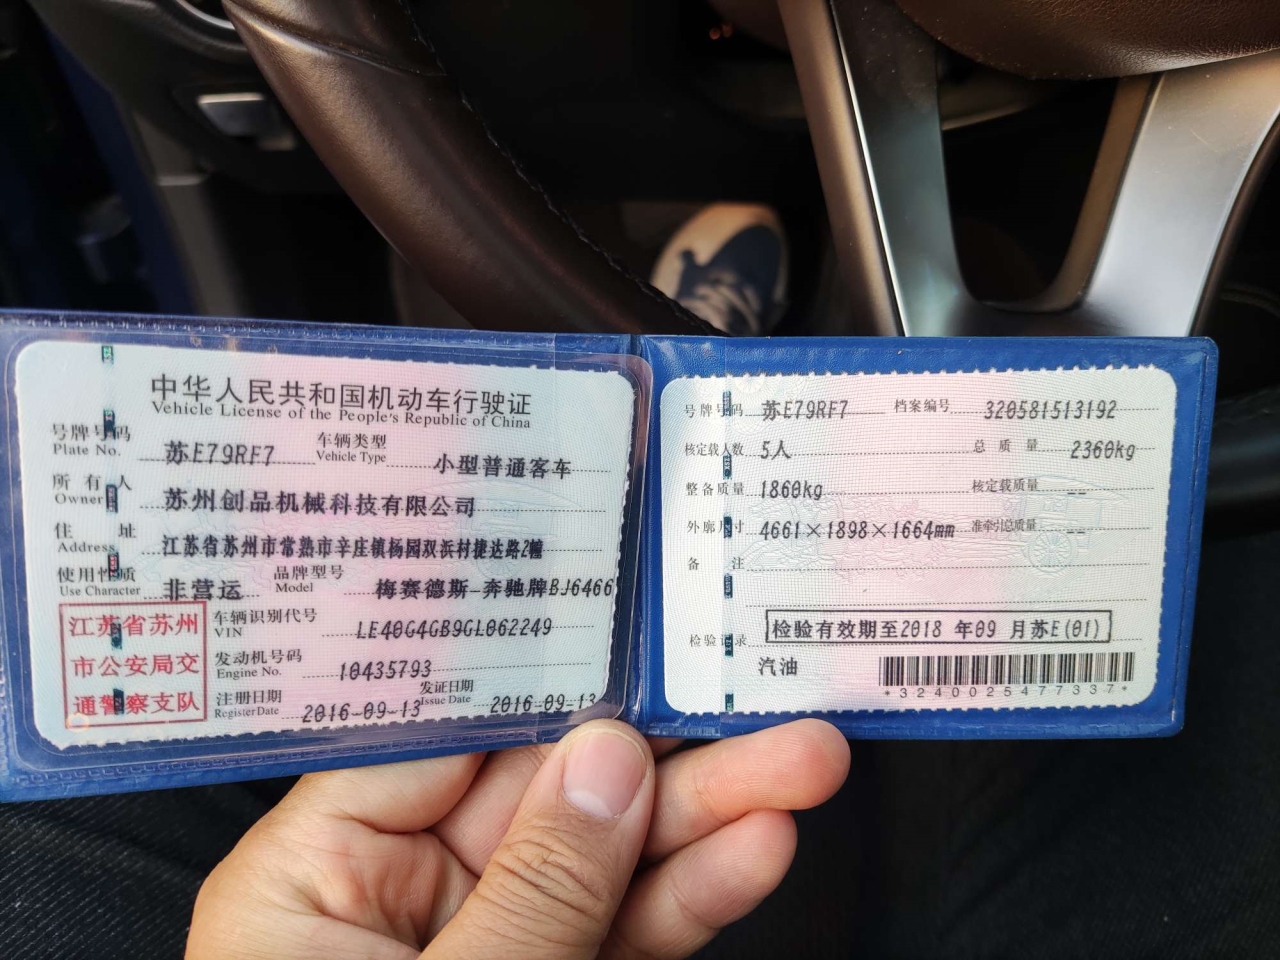 中华人民共和国机动车行驶证
Vehicle License of the People's Republic of China
号牌号码 苏E79RF7 车辆类型 小型普通客车
Plate No. Vehicle Type
所有人 苏州创品机械科技有限公司
Owner
住址 江苏省苏州市常熟市辛庄镇杨园双浜村捷达路2幢
Address
使用性质 非营运 品牌型号 梅赛德斯-奔驰牌BJ6466
Use Character Model
江苏省苏州
市公安局交
通警察支队
车辆识别代号 LE40G4GB9GL062249
VIN
发动机号码 10435793
Engine No.
注册日期 2016-09-13 发证日期 2016-09-13
Register Date Issue Date
号牌号码 苏E79RF7 档案编号 320581513192
核定载人数 5人 总质量 2360kg
整备质量 1860kg 核定载质量 --
外廓尺寸 4661×1898×1664mm 准牵引总质量 --
备注
检验记录 检验有效期至2018 年09 月苏E(01)
汽油
*3240025477337*